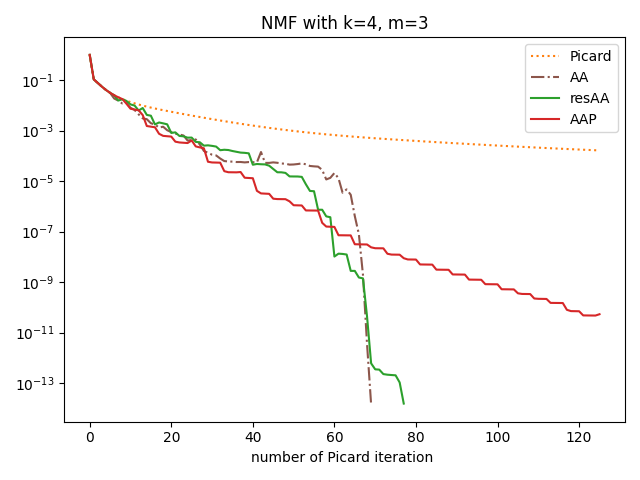 NMF with k=4, m=3
Picard
AA
resAA
AAP
10⁻¹
10⁻³
10⁻⁵
10⁻⁷
10⁻⁹
10⁻¹¹
10⁻¹³
0 20 40 60 80 100 120
number of Picard iteration